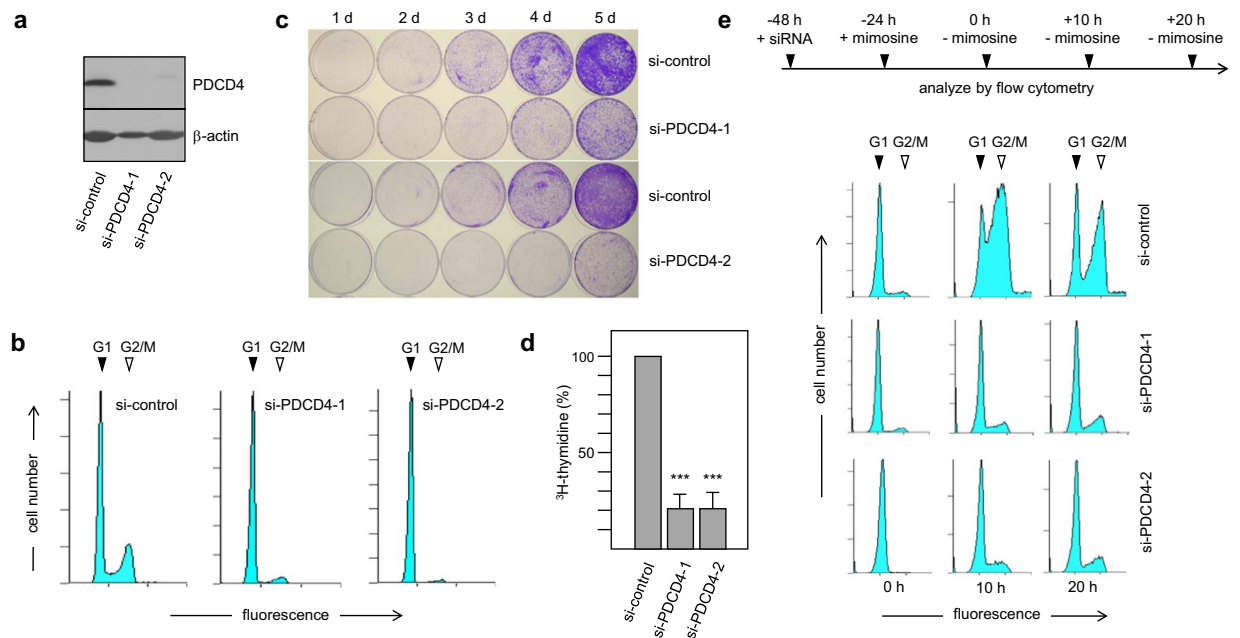 a
PDCD4
β-actin
si-control
si-PDCD4-1
si-PDCD4-2
c
1 d 2 d 3 d 4 d 5 d
si-control
si-PDCD4-1
si-control
si-PDCD4-2
b
G1 G2/M
G1 G2/M
G1 G2/M
si-control
si-PDCD4-1
si-PDCD4-2
cell number
fluorescence
d
100
50
³H-thymidine (%)
***
***
si-control
si-PDCD4-1
si-PDCD4-2
e
-48 h -24 h 0 h +10 h +20 h
+ siRNA + mimosine - mimosine - mimosine - mimosine
analyze by flow cytometry
G1 G2/M
G1 G2/M
G1 G2/M
si-control
si-PDCD4-1
si-PDCD4-2
cell number
0 h 10 h 20 h
fluorescence